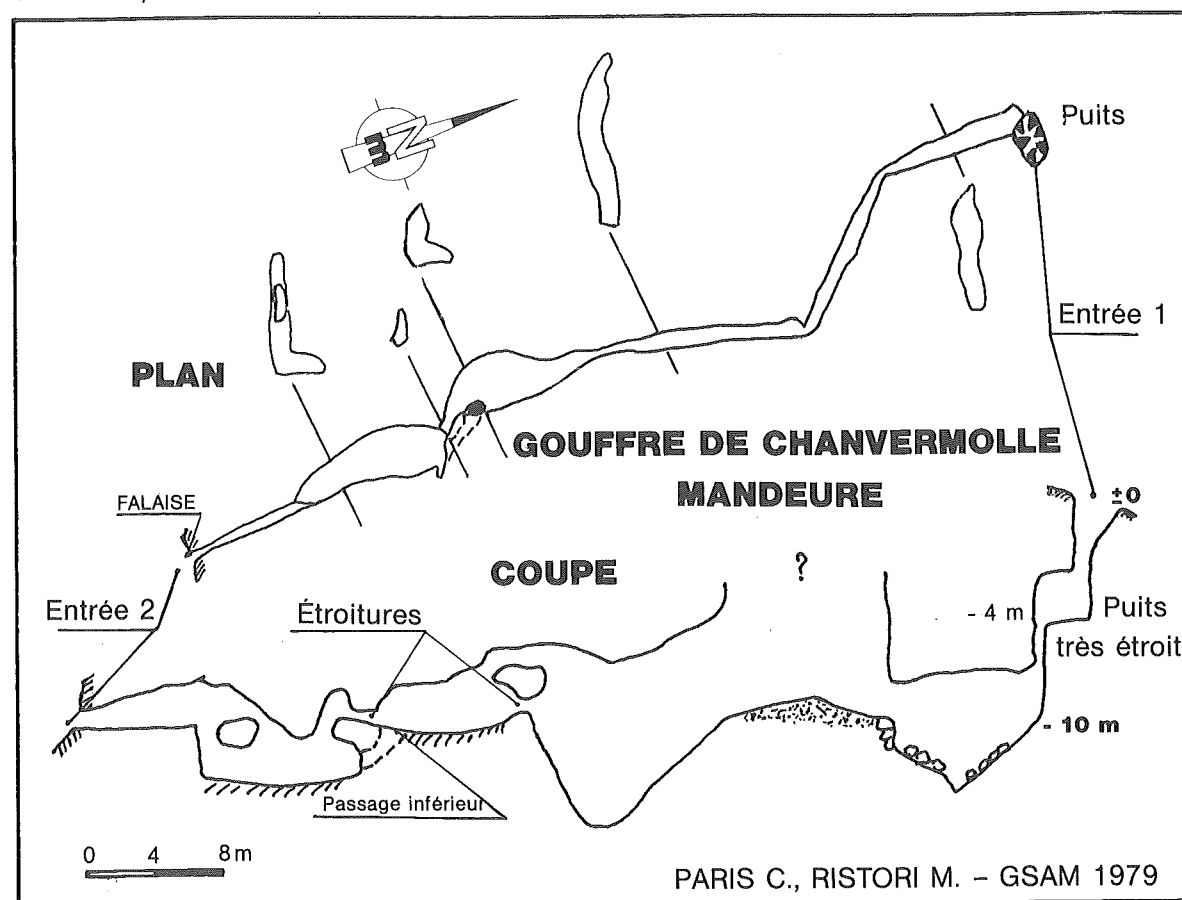 Puits
N
Entrée 1
PLAN
GOUFFRE DE CHANVERMOLLE
MANDEURE
±0
FALAISE
COUPE
?
Entrée 2
Étroitures
- 4 m
Puits
très étroit
- 10 m
Passage inférieur
0 4 8m
PARIS C., RISTORI M. – GSAM 1979